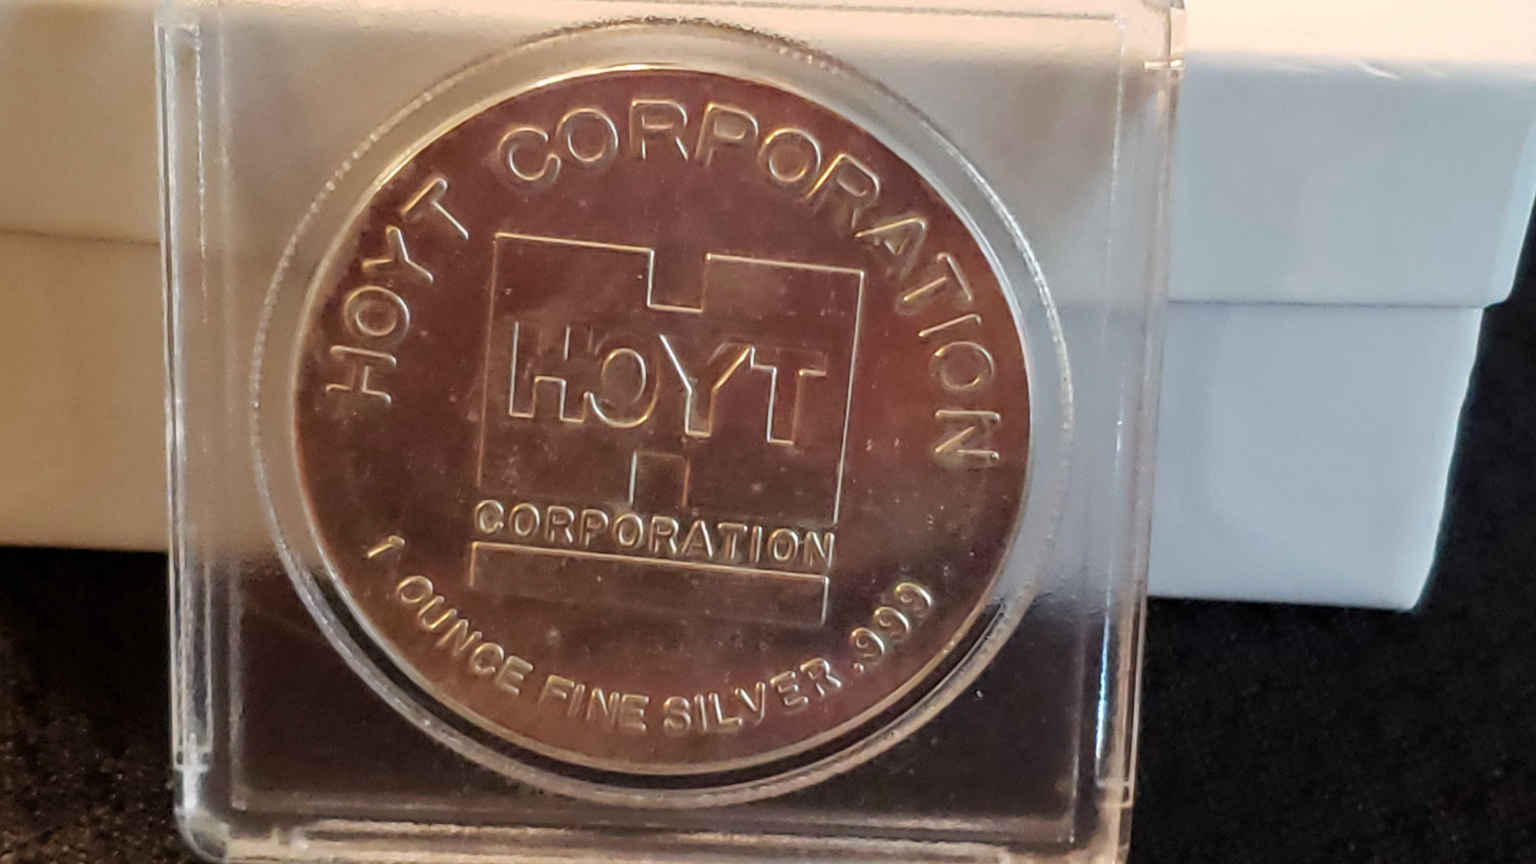 HOYT CORPORATION
HOYT
CORPORATION
1 OUNCE FINE SILVER .999